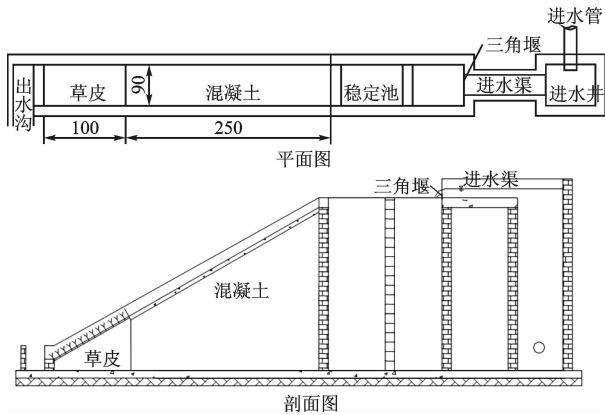 进水管
三角堰
出水沟
草皮
90
混凝土
稳定池
进水渠
进水井
100
250
平面图
三角堰
进水渠
混凝土
草皮
剖面图